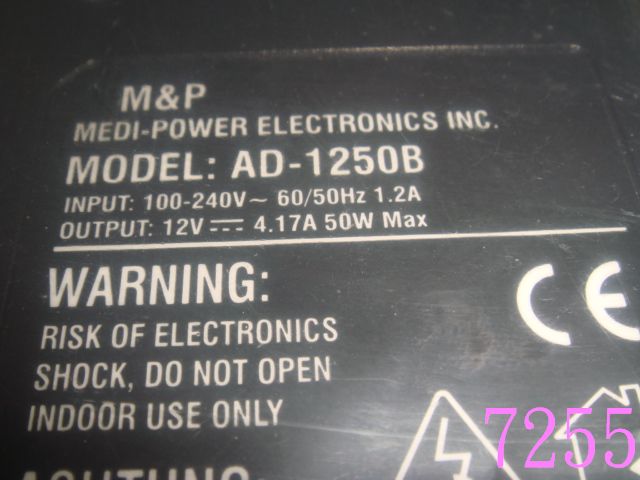 M&P
MEDI-POWER ELECTRONICS INC.
MODEL: AD-1250B
INPUT: 100-240V~ 60/50Hz 1.2A
OUTPUT: 12V⎓ 4.17A 50W Max
WARNING:
RISK OF ELECTRONICS
SHOCK, DO NOT OPEN
INDOOR USE ONLY
CE
ACHTUNG:
7255